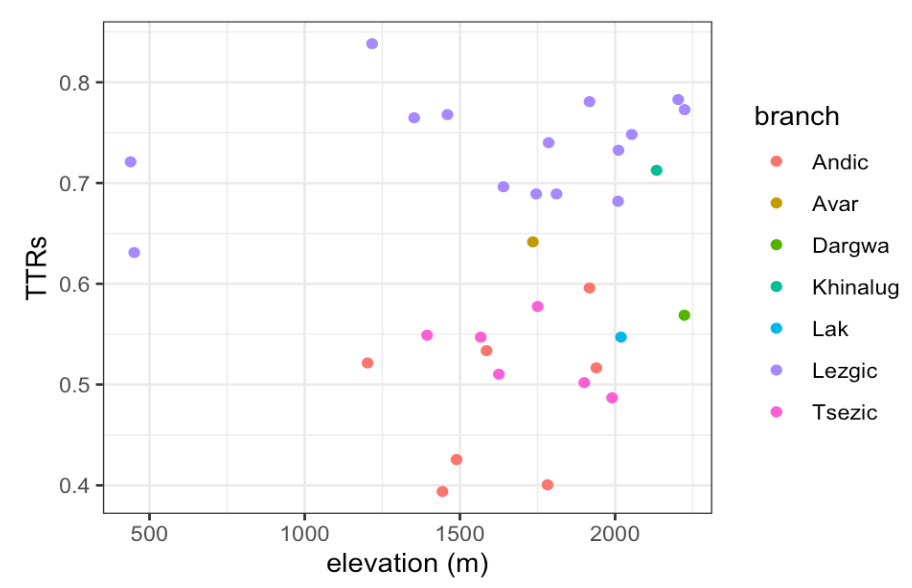 0.8
0.7
0.6
0.5
0.4
TTRs
500 1000 1500 2000
elevation (m)
branch
Andic
Avar
Dargwa
Khinalug
Lak
Lezgic
Tsezic